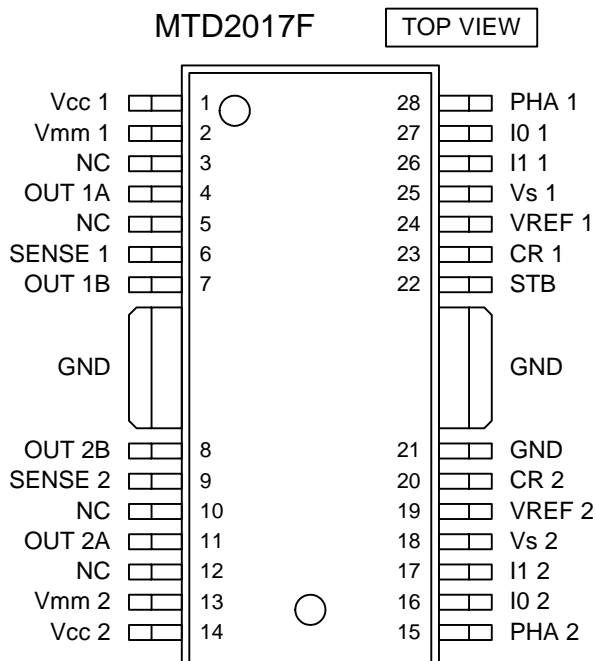 MTD2017F TOP VIEW
Vcc 1 1 28 PHA 1
Vmm 1 2 27 I0 1
NC 3 26 I1 1
OUT 1A 4 25 Vs 1
NC 5 24 VREF 1
SENSE 1 6 23 CR 1
OUT 1B 7 22 STB
GND GND
OUT 2B 8 21 GND
SENSE 2 9 20 CR 2
NC 10 19 VREF 2
OUT 2A 11 18 Vs 2
NC 12 17 I1 2
Vmm 2 13 16 I0 2
Vcc 2 14 15 PHA 2